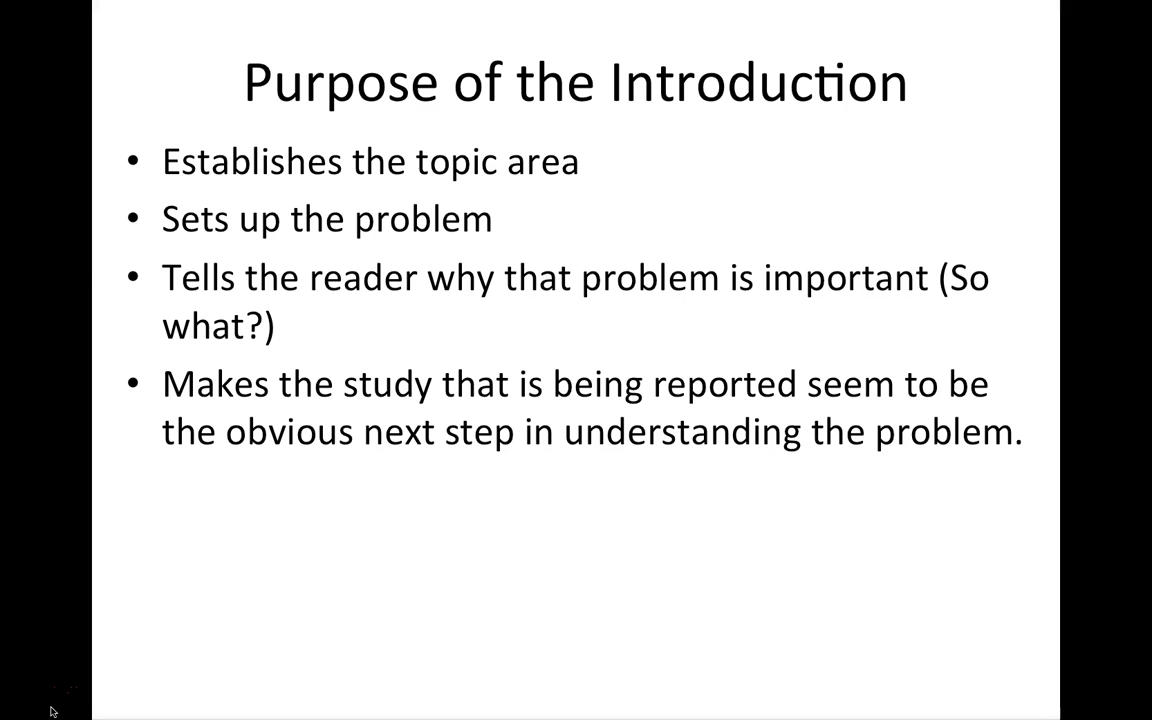 Purpose of the Introduction
• Establishes the topic area
• Sets up the problem
• Tells the reader why that problem is important (So
what?)
• Makes the study that is being reported seem to be
the obvious next step in understanding the problem.